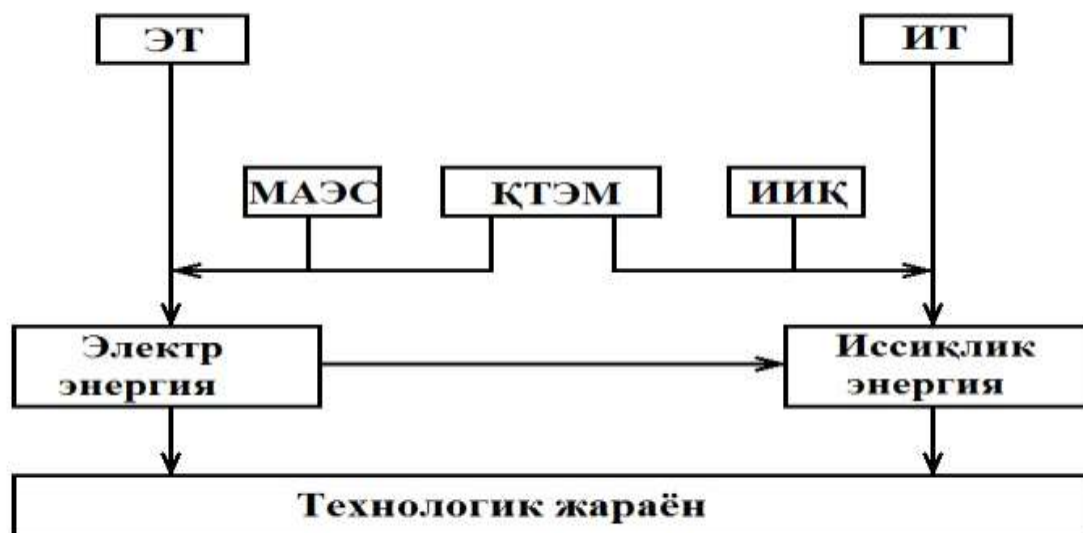 ЭТ
ИТ
МАЭС
ҚТЭМ
ИИҚ
Электр
энергия
Иссиқлик
энергия
Технологик жараён